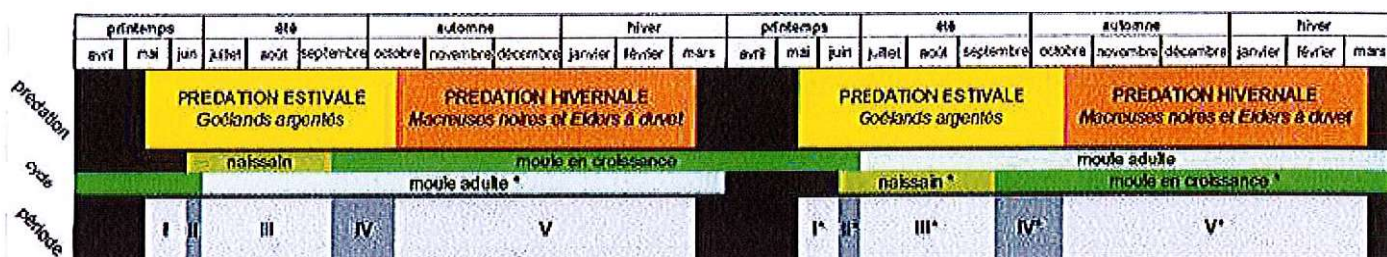 printemps été automne hiver printemps été automne hiver
avril mai juin juillet août septembre octobre novembre décembre janvier février mars avril mai juin juillet août septembre octobre novembre décembre janvier février mars
prédation
PREDATION ESTIVALE PREDATION HIVERNALE PREDATION ESTIVALE PREDATION HIVERNALE
Goélands argentés Macreuses noires et Eiders à duvet Goélands argentés Macreuses noires et Eiders à duvet
cycle
naissain moule en croissance moule adulte
moule adulte * naissain * moule en croissance *
période
I II III IV V I* II* III* IV* V*